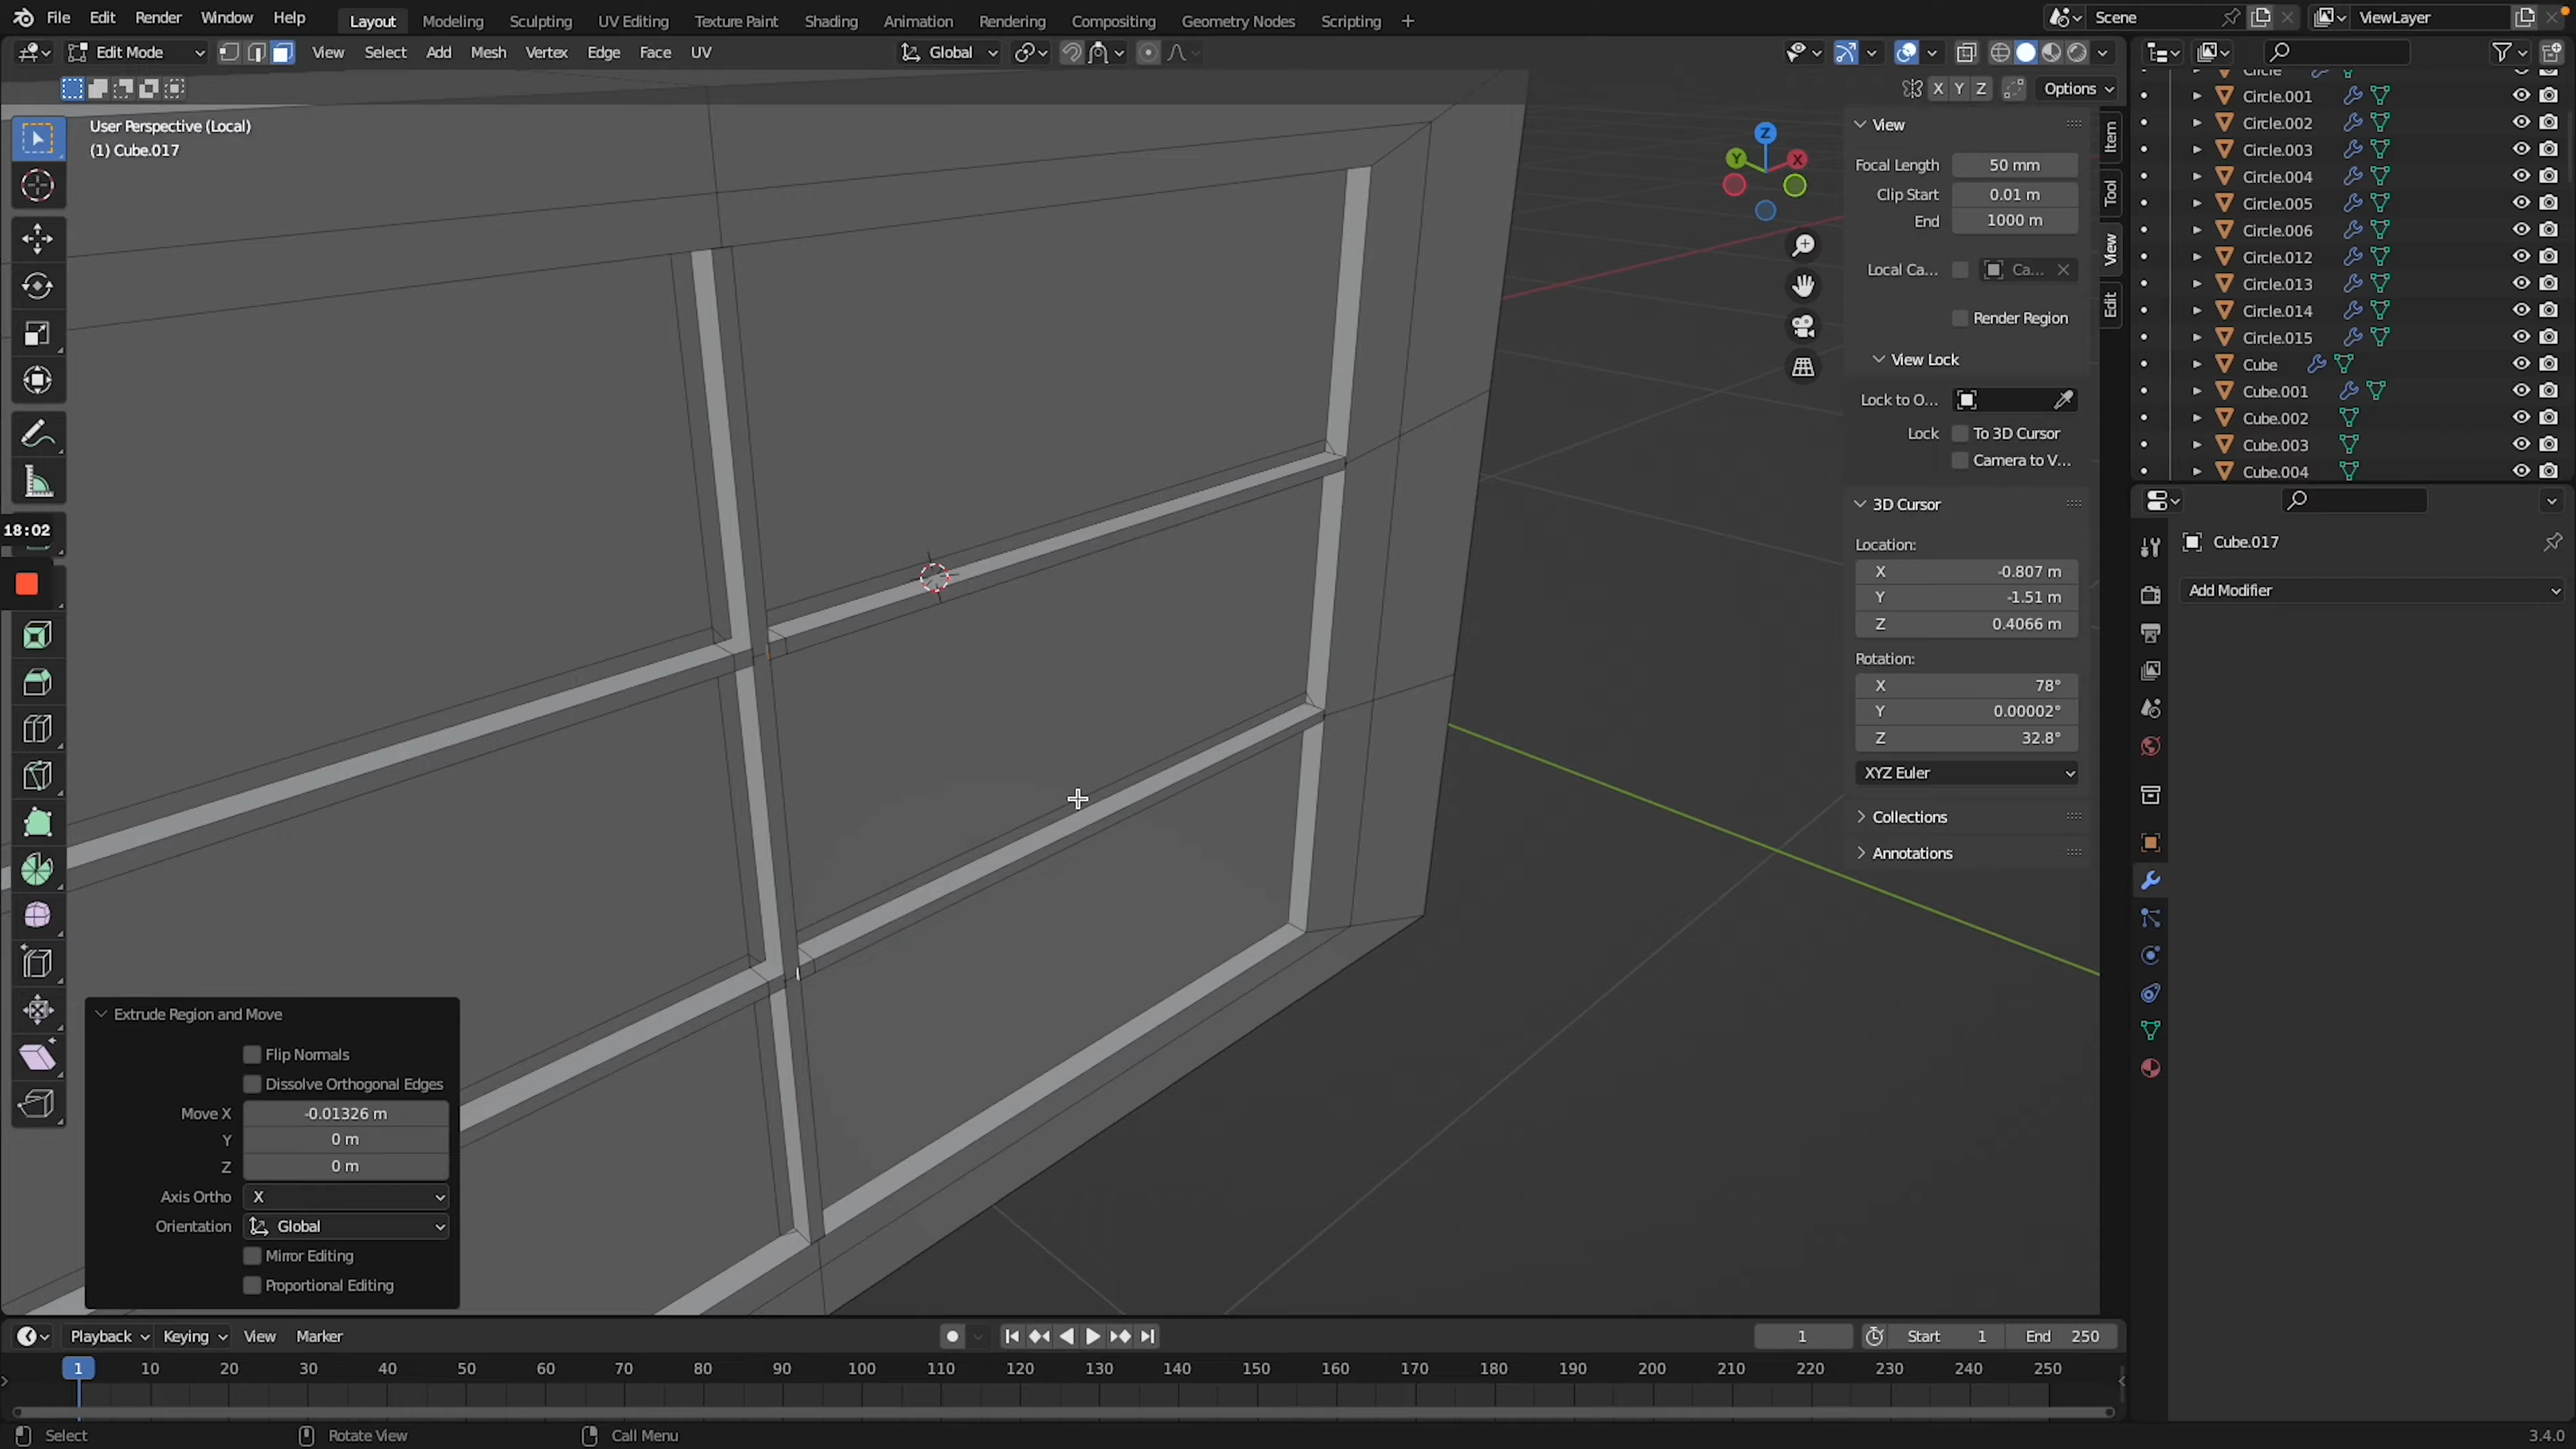 File Edit Render Window Help
Layout Modeling Sculpting UV Editing Texture Paint Shading Animation Rendering Compositing Geometry Nodes Scripting +
Scene
ViewLayer
Edit Mode View Select Add Mesh Vertex Edge Face UV
Global
X Y Z Options
User Perspective (Local)
(1) Cube.017
Z
Y X
View
Focal Length 50 mm
Clip Start 0.01 m
End 1000 m
Local Ca... Ca...
Render Region
View Lock
Lock to O...
Lock To 3D Cursor
Camera to V...
3D Cursor
Location:
X -0.807 m
Y -1.51 m
Z 0.4066 m
Rotation:
X 78°
Y 0.00002°
Z 32.8°
XYZ Euler
Collections
Annotations
Item
Tool
View
Edit
Circle
Circle.001
Circle.002
Circle.003
Circle.004
Circle.005
Circle.006
Circle.012
Circle.013
Circle.014
Circle.015
Cube
Cube.001
Cube.002
Cube.003
Cube.004
Cube.017
Add Modifier
18:02
Extrude Region and Move
Flip Normals
Dissolve Orthogonal Edges
Move X -0.01326 m
Y 0 m
Z 0 m
Axis Ortho X
Orientation Global
Mirror Editing
Proportional Editing
Playback Keying View Marker
1 Start 1 End 250
1 10 20 30 40 50 60 70 80 90 100 110 120 130 140 150 160 170 180 190 200 210 220 230 240 250
Select Rotate View Call Menu 3.4.0